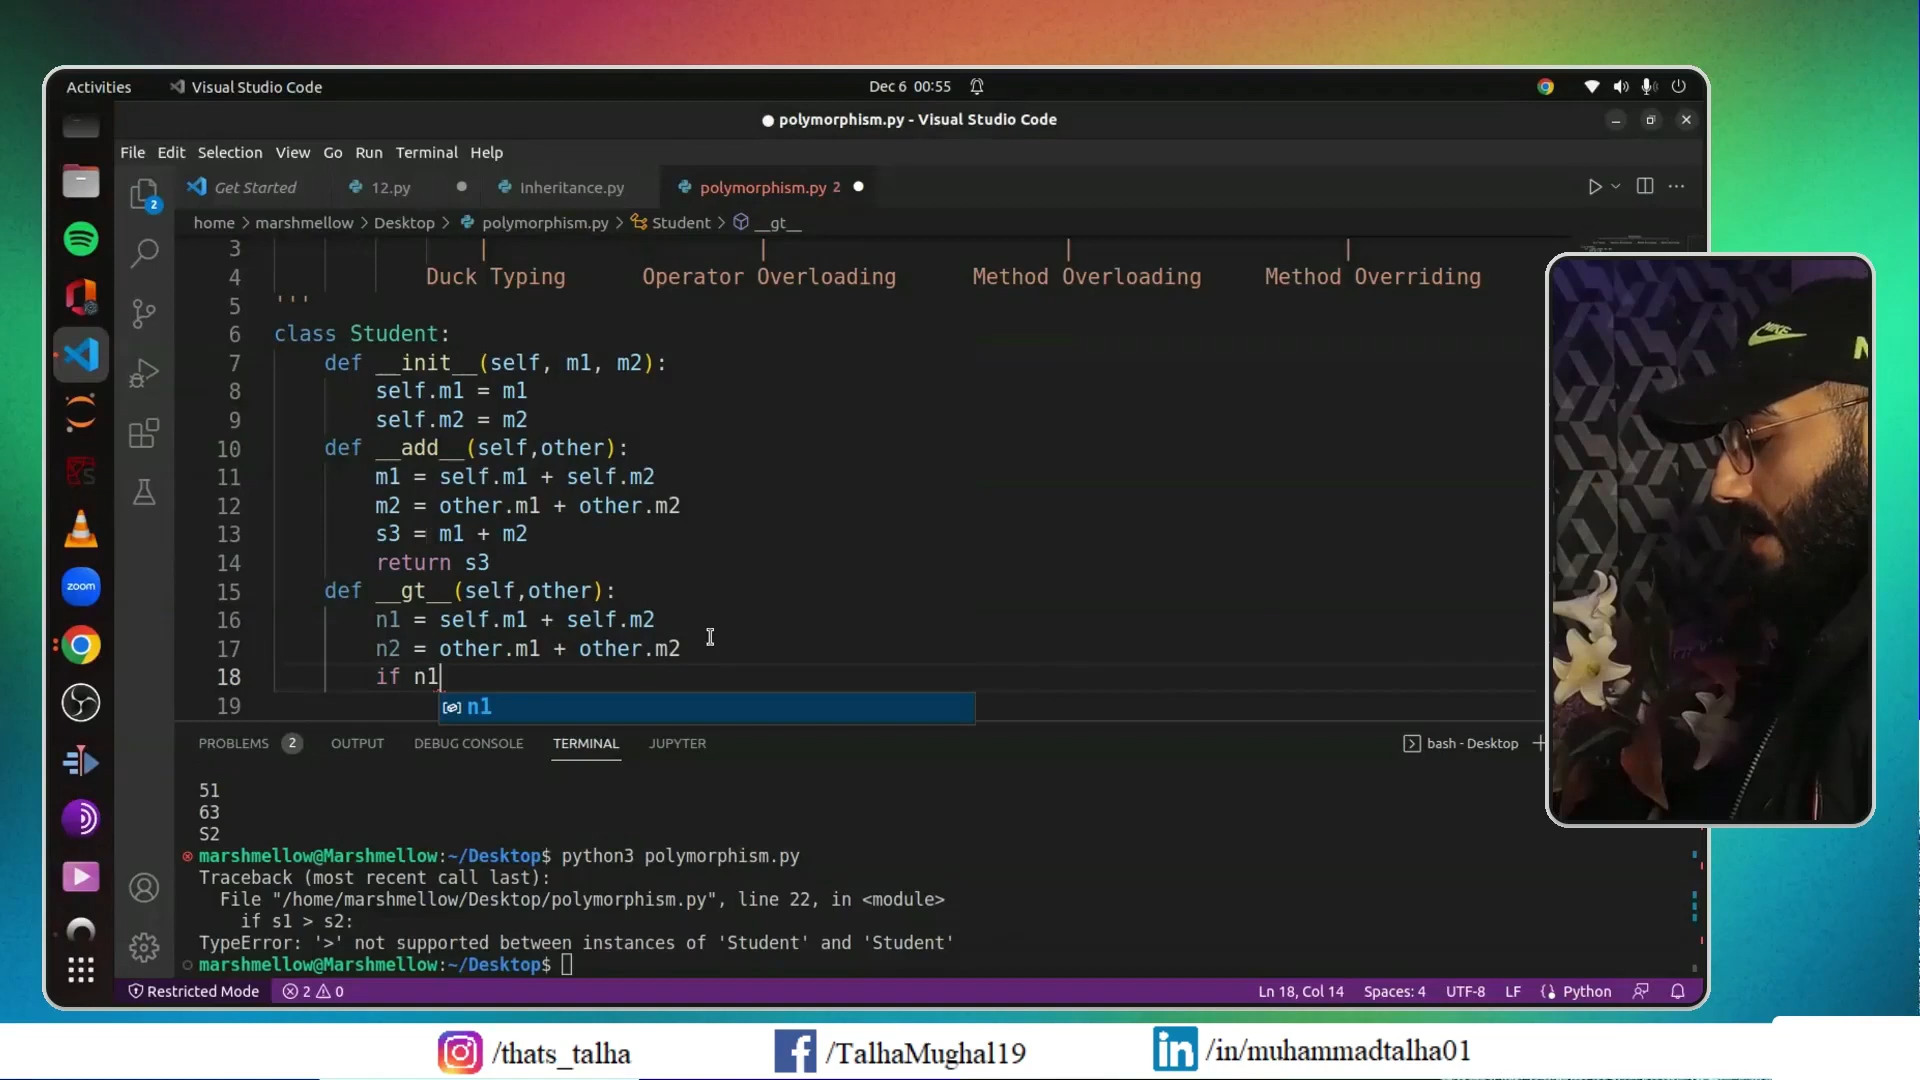 Activities Visual Studio Code Dec 6 00:55
● polymorphism.py - Visual Studio Code
File Edit Selection View Go Run Terminal Help
Get Started 12.py Inheritance.py polymorphism.py 2
home > marshmellow > Desktop > polymorphism.py > Student > __gt__
3 | | | |
4 Duck Typing Operator Overloading Method Overloading Method Overriding
5 '''
6 class Student:
7 def __init__(self, m1, m2):
8 self.m1 = m1
9 self.m2 = m2
10 def __add__(self,other):
11 m1 = self.m1 + self.m2
12 m2 = other.m1 + other.m2
13 s3 = m1 + m2
14 return s3
15 def __gt__(self,other):
16 n1 = self.m1 + self.m2
17 n2 = other.m1 + other.m2
18 if n1
19 n1
PROBLEMS 2 OUTPUT DEBUG CONSOLE TERMINAL JUPYTER bash - Desktop
51
63
S2
marshmellow@Marshmellow:~/Desktop$ python3 polymorphism.py
Traceback (most recent call last):
File "/home/marshmellow/Desktop/polymorphism.py", line 22, in <module>
if s1 > s2:
TypeError: '>' not supported between instances of 'Student' and 'Student'
marshmellow@Marshmellow:~/Desktop$
Restricted Mode 2 0 Ln 18, Col 14 Spaces: 4 UTF-8 LF Python
2
zoom
NIKE
N
/thats_talha /TalhaMughal19 in /in/muhammadtalha01